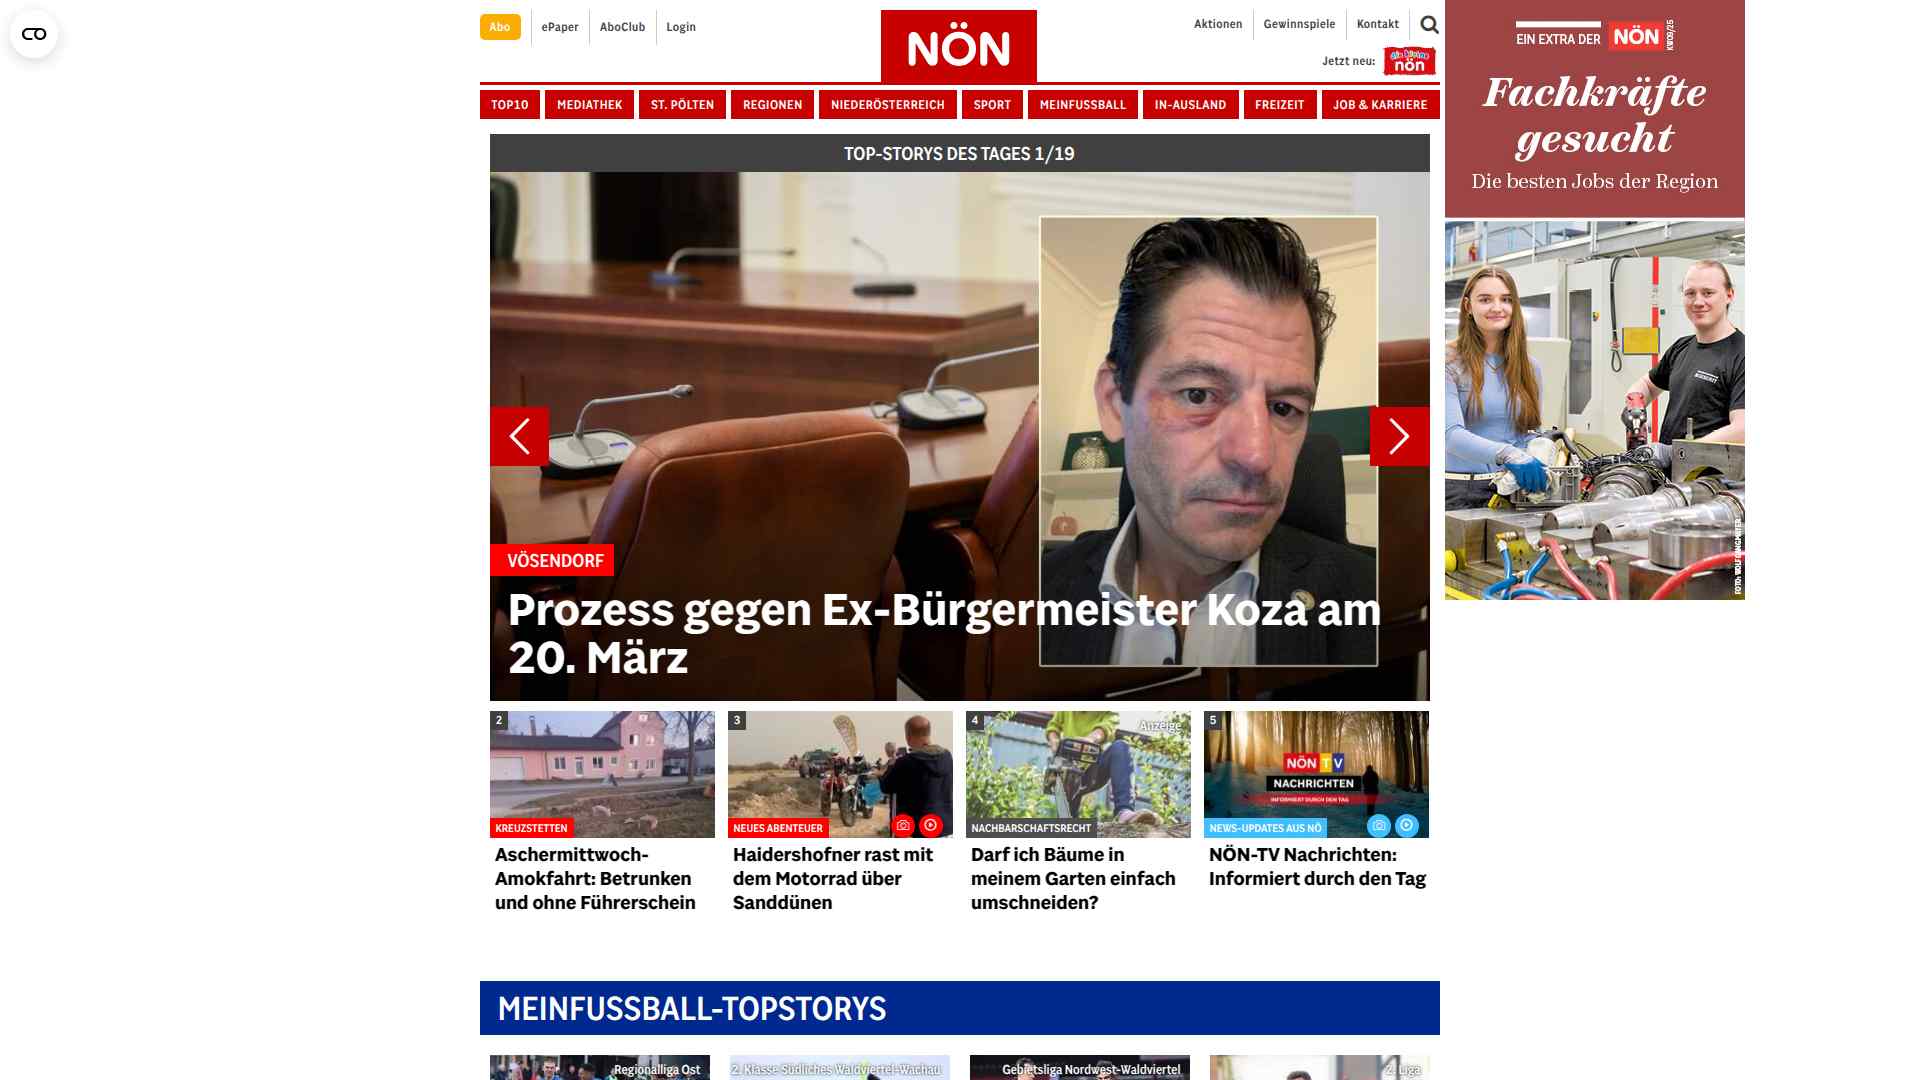 Abo
ePaper
AboClub
Login
NÖN
Aktionen
Gewinnspiele
Kontakt
Jetzt neu:
die kleine
nön
TOP10
MEDIATHEK
ST. PÖLTEN
REGIONEN
NIEDERÖSTERREICH
SPORT
MEINFUSSBALL
IN-AUSLAND
FREIZEIT
JOB & KARRIERE
EIN EXTRA DER NÖN KW09/25
Fachkräfte
gesucht
Die besten Jobs der Region
TOP-STORYS DES TAGES 1/19
VÖSENDORF
Prozess gegen Ex-Bürgermeister Koza am
20. März
2
KREUZSTETTEN
Aschermittwoch-
Amokfahrt: Betrunken
und ohne Führerschein
3
NEUES ABENTEUER
Haidershofner rast mit
dem Motorrad über
Sanddünen
4
Anzeige
NACHBARSCHAFTSRECHT
Darf ich Bäume in
meinem Garten einfach
umschneiden?
5
NÖN TV
NACHRICHTEN
INFORMIERT DURCH DEN TAG
NEWS-UPDATES AUS NÖ
NÖN-TV Nachrichten:
Informiert durch den Tag
MEINFUSSBALL-TOPSTORYS
Regionalliga Ost
2. Klasse Südliches Waldviertel-Wachau
Gebietsliga Nordwest-Waldviertel
2. Liga